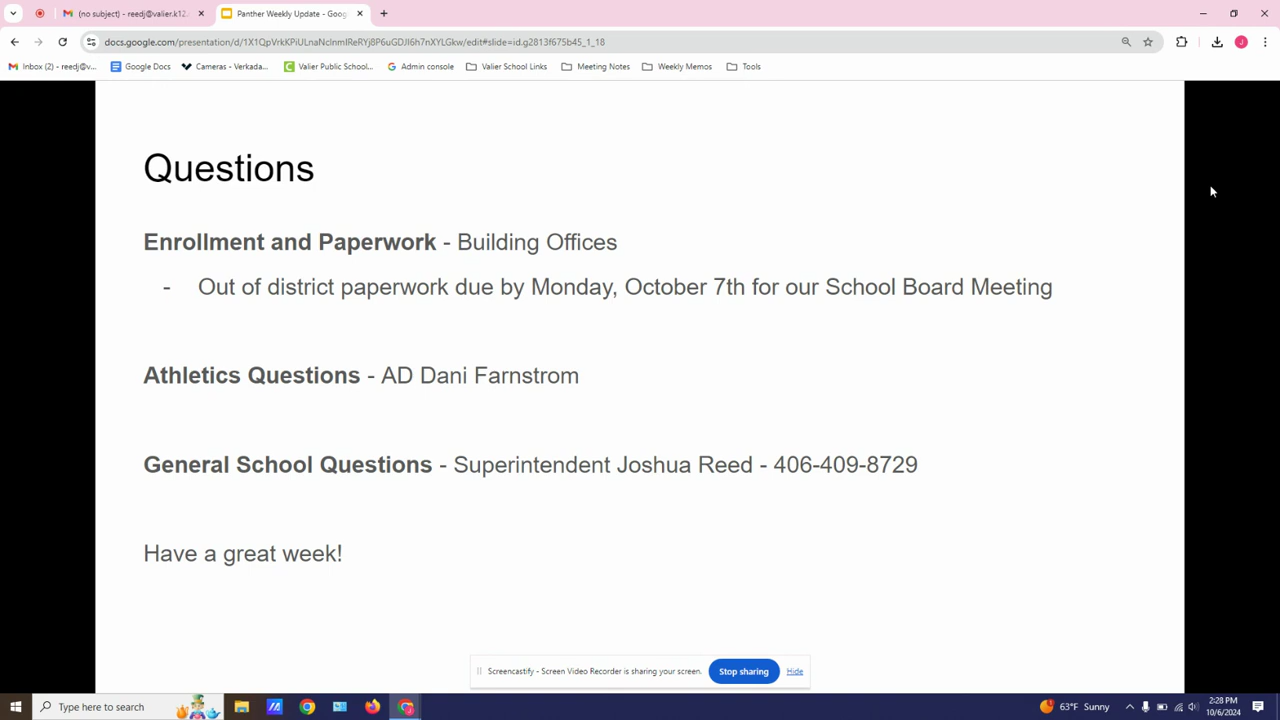 (no subject) - reedj@valier.k12.
Panther Weekly Update - Goog
docs.google.com/presentation/d/1X1QpVrkKPiULnaNcInmIReRYj8P6uGDJI6h7nXYLGkw/edit#slide=id.g2813f675b45_1_18
Inbox (2) - reedj@v...
Google Docs
Cameras - Verkada...
Valier Public School...
Admin console
Valier School Links
Meeting Notes
Weekly Memos
Tools
Questions
Enrollment and Paperwork - Building Offices
- Out of district paperwork due by Monday, October 7th for our School Board Meeting
Athletics Questions - AD Dani Farnstrom
General School Questions - Superintendent Joshua Reed - 406-409-8729
Have a great week!
Screencastify - Screen Video Recorder is sharing your screen.
Stop sharing
Hide
Type here to search
63°F Sunny
2:28 PM
10/6/2024